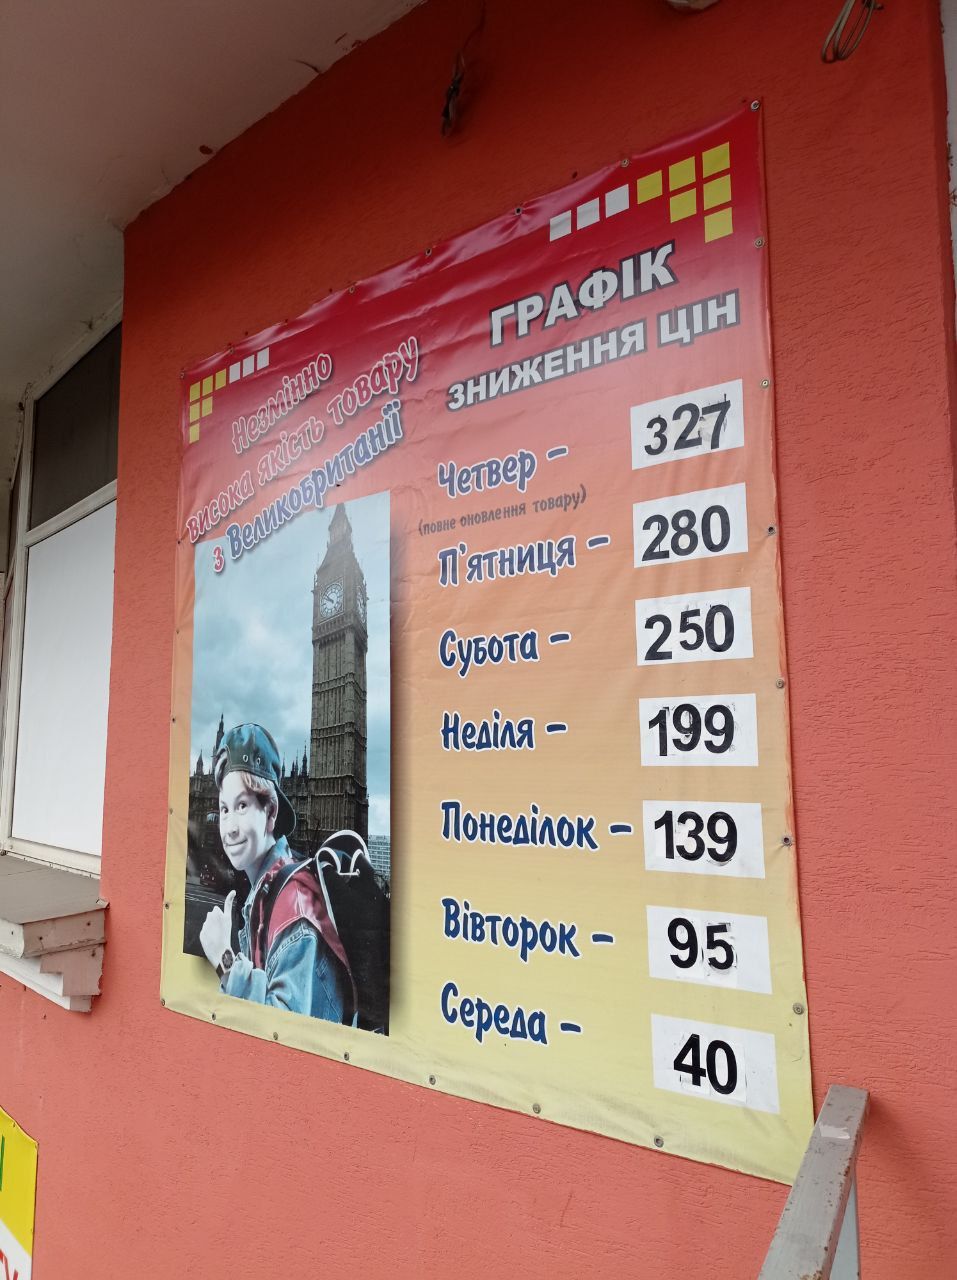 Незмінно
висока якість товару
з Великобританії
ГРАФІК
ЗНИЖЕННЯ ЦІН
Четвер – 327
(повне оновлення товару)
П'ятниця – 280
Субота – 250
Неділя – 199
Понеділок – 139
Вівторок – 95
Середа – 40